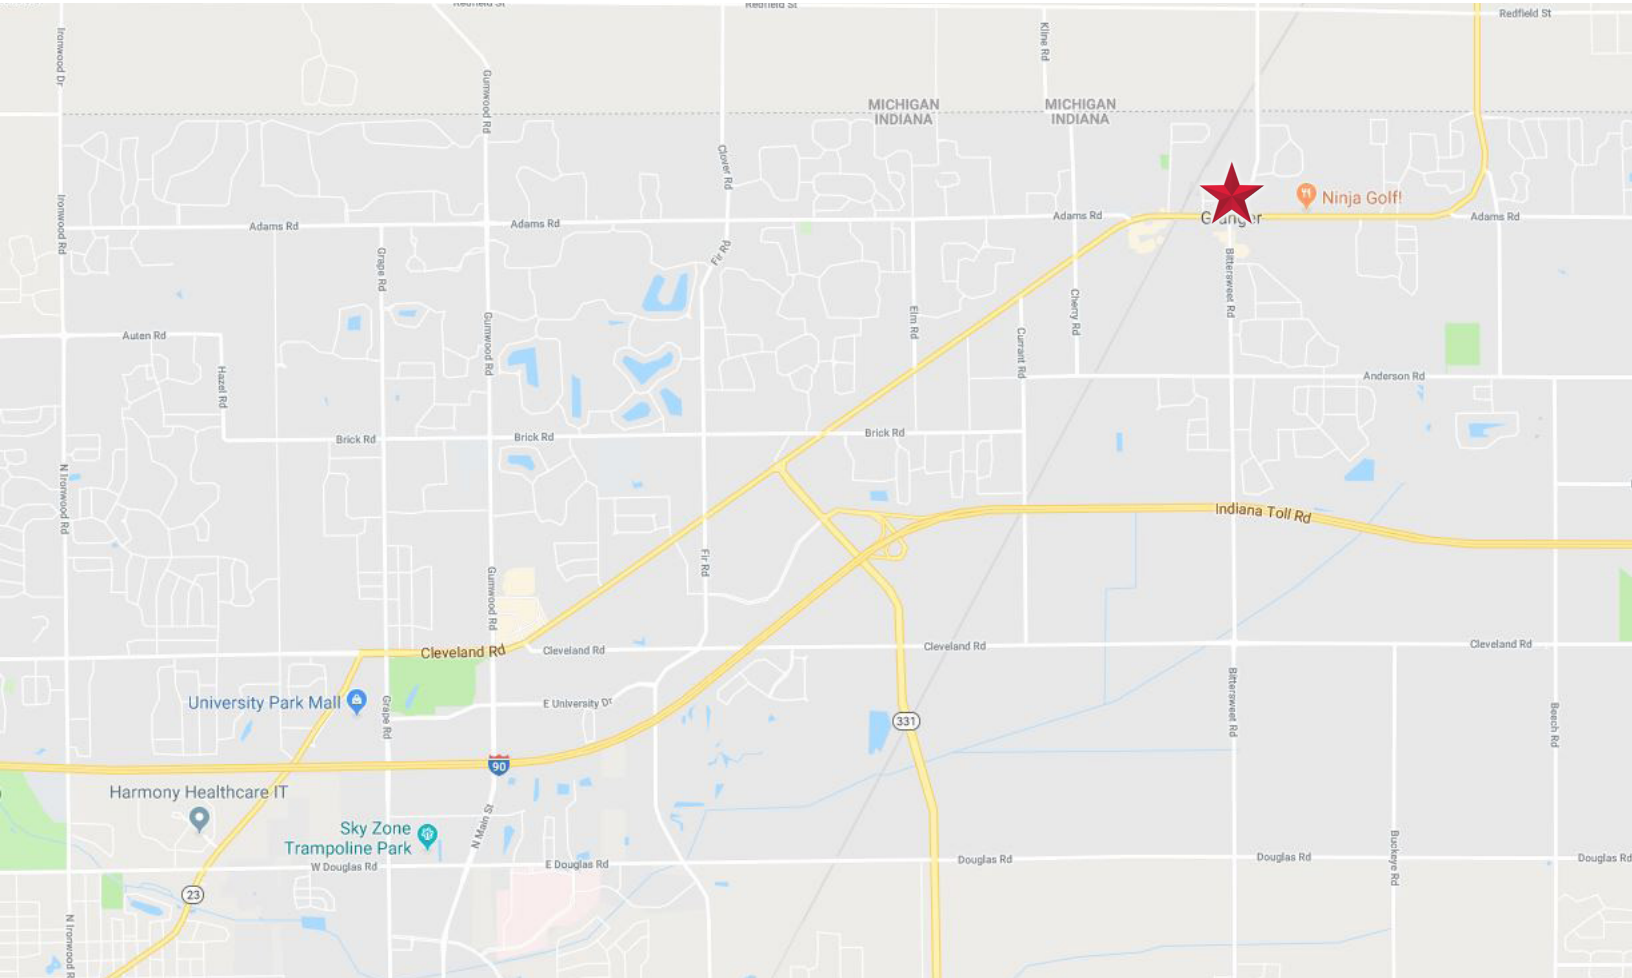 Redfield St
Redfield St
Redfield St
Ironwood Dr
Kline Rd
Gumwood Rd
MICHIGAN
INDIANA
MICHIGAN
INDIANA
Clover Rd
Ironwood Rd
Ninja Golf!
Granger
Adams Rd
Adams Rd
Adams Rd
Adams Rd
Fir Rd
Grape Rd
Bittersweet Rd
Cherry Rd
Elm Rd
Auten Rd
Gumwood Rd
Currant Rd
Hazel Rd
Anderson Rd
Brick Rd
Brick Rd
Brick Rd
N Ironwood Rd
Indiana Toll Rd
Fir Rd
Gumwood Rd
Cleveland Rd
Cleveland Rd
Cleveland Rd
Cleveland Rd
University Park Mall
Grape Rd
E University Dr
Bittersweet Rd
331
Beech Rd
90
Harmony Healthcare IT
Sky Zone
Trampoline Park
N Main St
W Douglas Rd
E Douglas Rd
Douglas Rd
Douglas Rd
Douglas Rd
Buckeye Rd
23
N Ironwood R